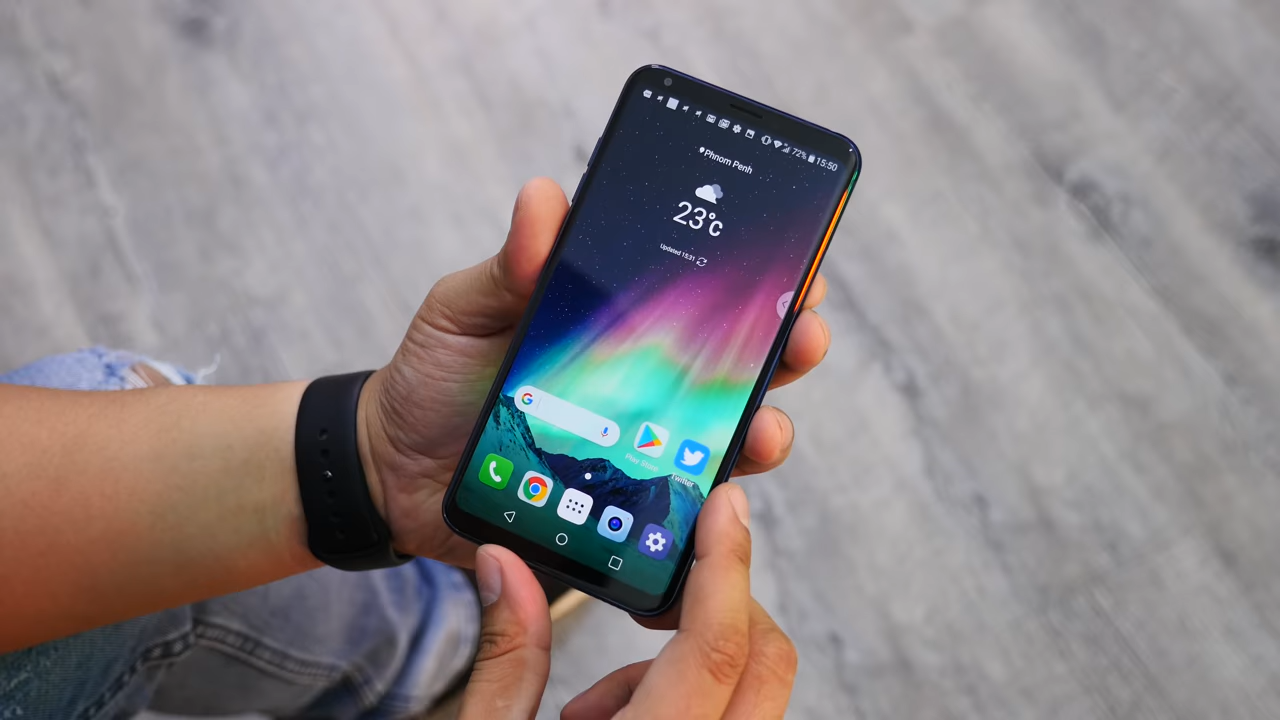 72% 15:50
Phnom Penh
23°c
Updated 15:31
G
Play Store
Twitter